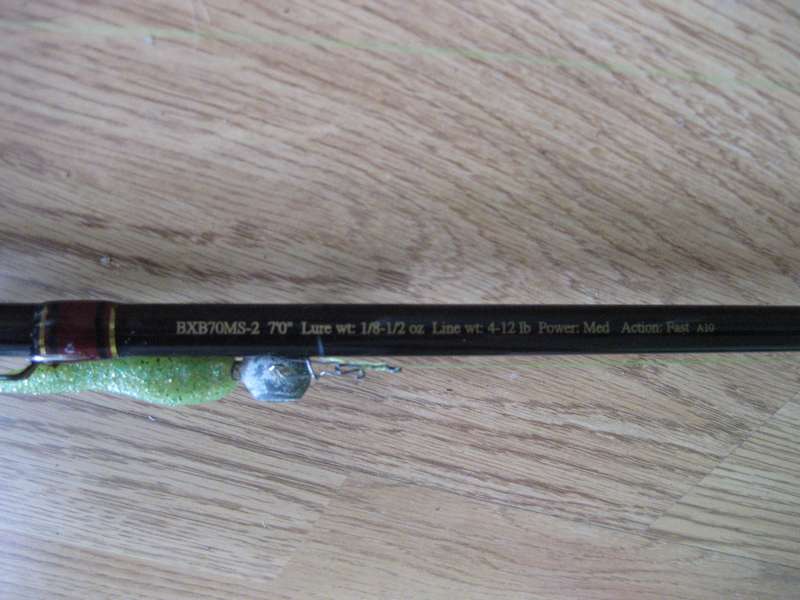 BXB70MS-2 7'0" Lure wt: 1/8-1/2 oz Line wt: 4-12 lb Power: Med Action: Fast A10